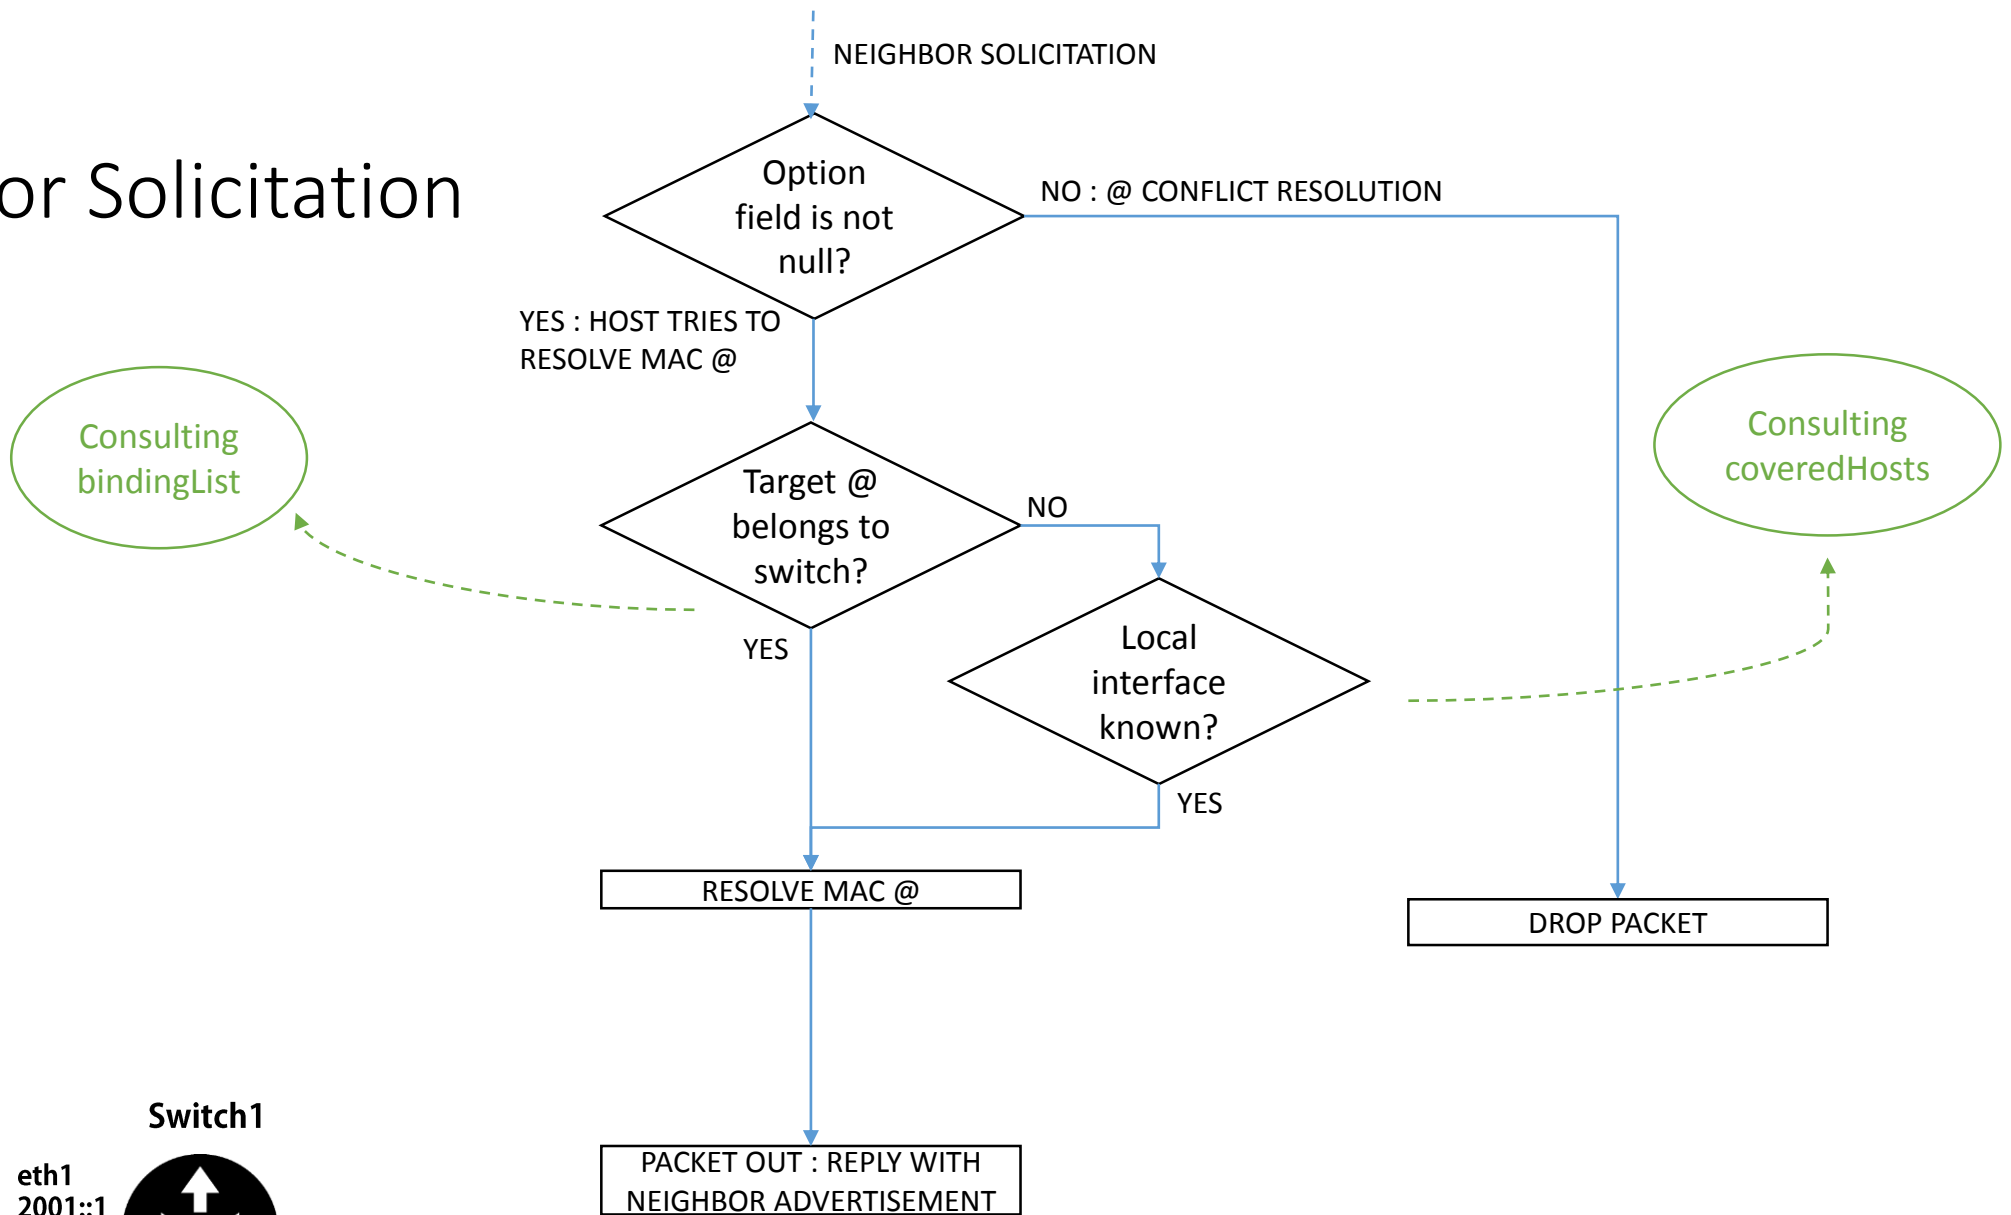 NEIGHBOR SOLICITATION
or Solicitation
Option
field is not
null?
NO : @ CONFLICT RESOLUTION
YES : HOST TRIES TO
RESOLVE MAC @
Consulting
bindingList
Target @
belongs to
switch?
NO
YES
Consulting
coveredHosts
Local
interface
known?
YES
RESOLVE MAC @
DROP PACKET
PACKET OUT : REPLY WITH
NEIGHBOR ADVERTISEMENT
Switch1
eth1
2001::1